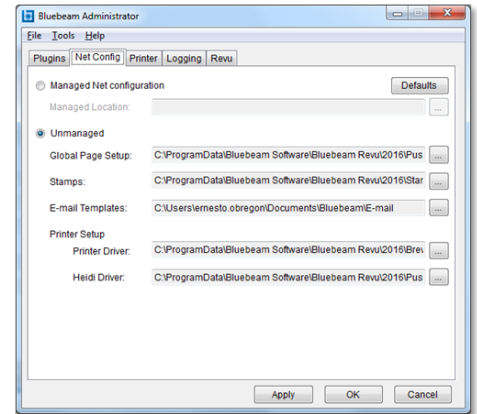 Bluebeam Administrator
File Tools Help
Plugins Net Config Printer Logging Revu
Managed Net configuration Defaults
Managed Location: ...
Unmanaged
Global Page Setup: C:\ProgramData\Bluebeam Software\Bluebeam Revu\2016\Pus ...
Stamps: C:\ProgramData\Bluebeam Software\Bluebeam Revu\2016\Star ...
E-mail Templates: C:\Users\ernesto.obregon\Documents\Bluebeam\E-mail ...
Printer Setup
Printer Driver: C:\ProgramData\Bluebeam Software\Bluebeam Revu\2016\Brew ...
Heidi Driver: C:\ProgramData\Bluebeam Software\Bluebeam Revu\2016\Pus ...
Apply OK Cancel